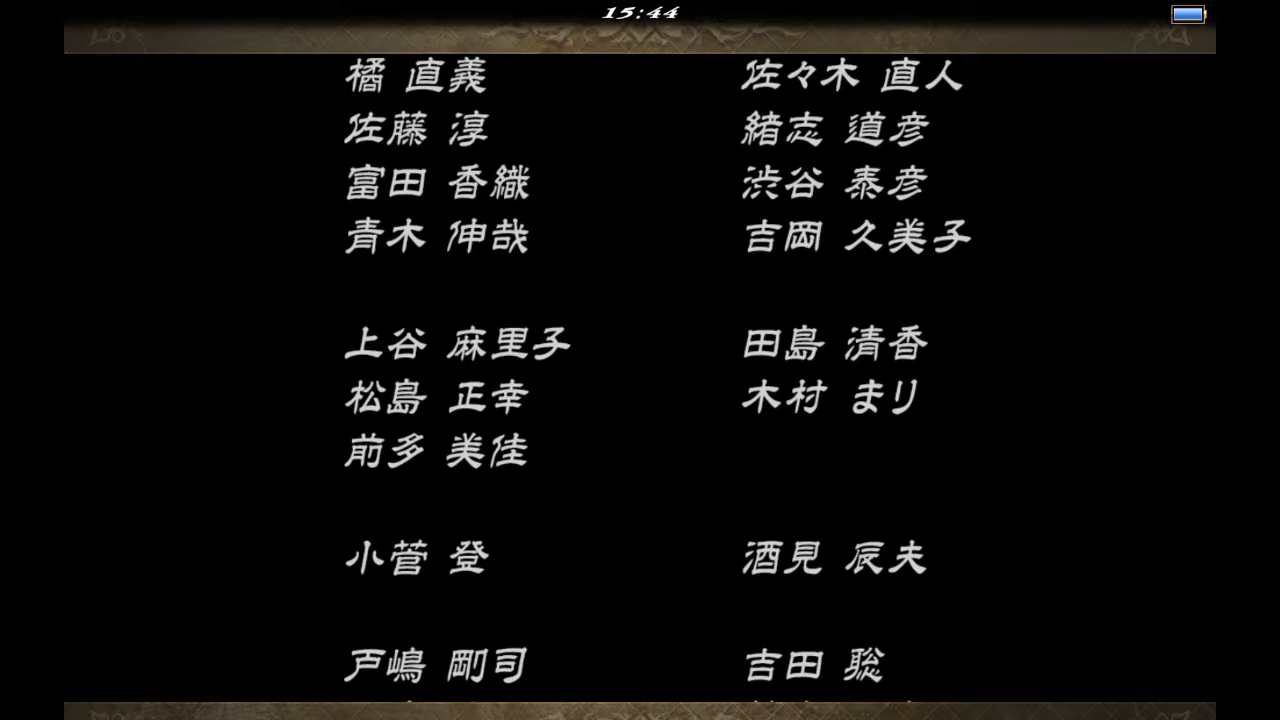 15:44
橘 直義 佐々木 直人
佐藤 淳 緒志 道彦
富田 香織 渋谷 泰彦
青木 伸哉 吉岡 久美子
上谷 麻里子 田島 清香
松島 正幸 木村 まり
前多 美佳
小菅 登 酒見 辰夫
戸嶋 剛司 吉田 聡